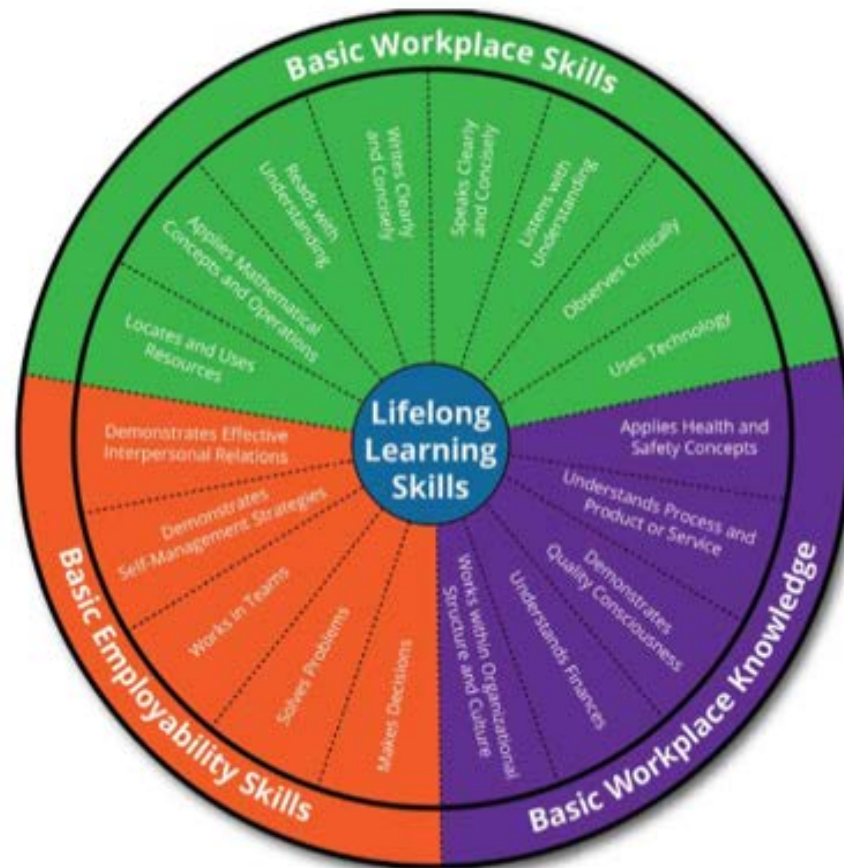 Basic Workplace Skills
Locates and Uses
Resources
Applies Mathematical
Concepts and Operations
Reads with
Understanding
Writes Clearly
and Concisely
Speaks Clearly
and Concisely
Listens with
Understanding
Observes Critically
Uses Technology
Lifelong
Learning
Skills
Basic Employability Skills
Demonstrates Effective
Interpersonal Relations
Demonstrates
Self-Management Strategies
Works in Teams
Solves Problems
Makes Decisions
Basic Workplace Knowledge
Applies Health and
Safety Concepts
Understands Process and
Product or Service
Demonstrates
Quality Consciousness
Understands Finances
Works within Organizational
Structure and Culture